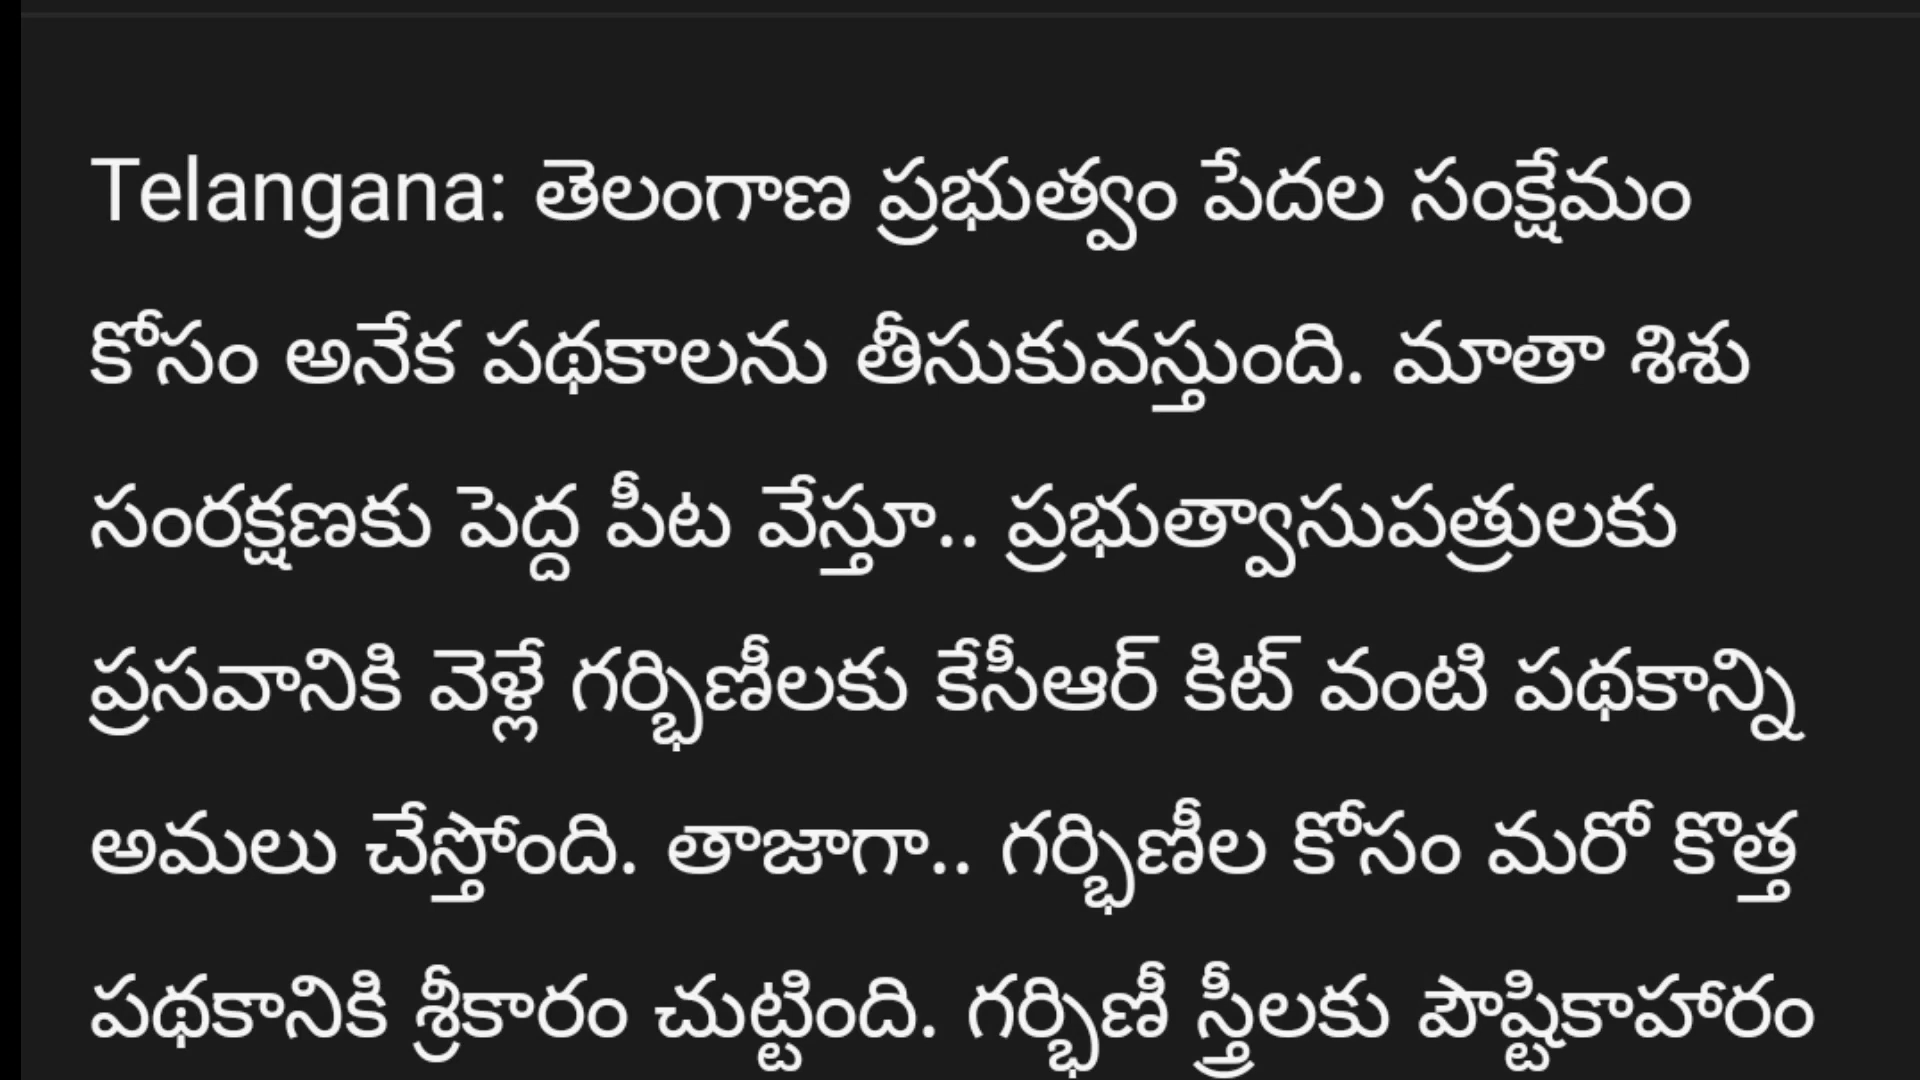 Telangana: తెలంగాణ ప్రభుత్వం పేదల సంక్షేమం
కోసం అనేక పథకాలను తీసుకువస్తుంది. మాతా శిశు
సంరక్షణకు పెద్ద పీట వేస్తూ.. ప్రభుత్వాసుపత్రులకు
ప్రసవానికి వెళ్లే గర్భిణీలకు కేసీఆర్ కిట్ వంటి పథకాన్ని
అమలు చేస్తోంది. తాజాగా.. గర్భిణీల కోసం మరో కొత్త
పథకానికి శ్రీకారం చుట్టింది. గర్భిణీ స్త్రీలకు పౌష్టికాహారం